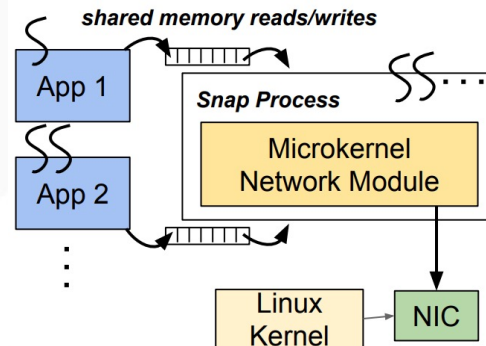 shared memory reads/writes
App 1
Snap Process
Microkernel
Network Module
App 2
Linux
Kernel
NIC